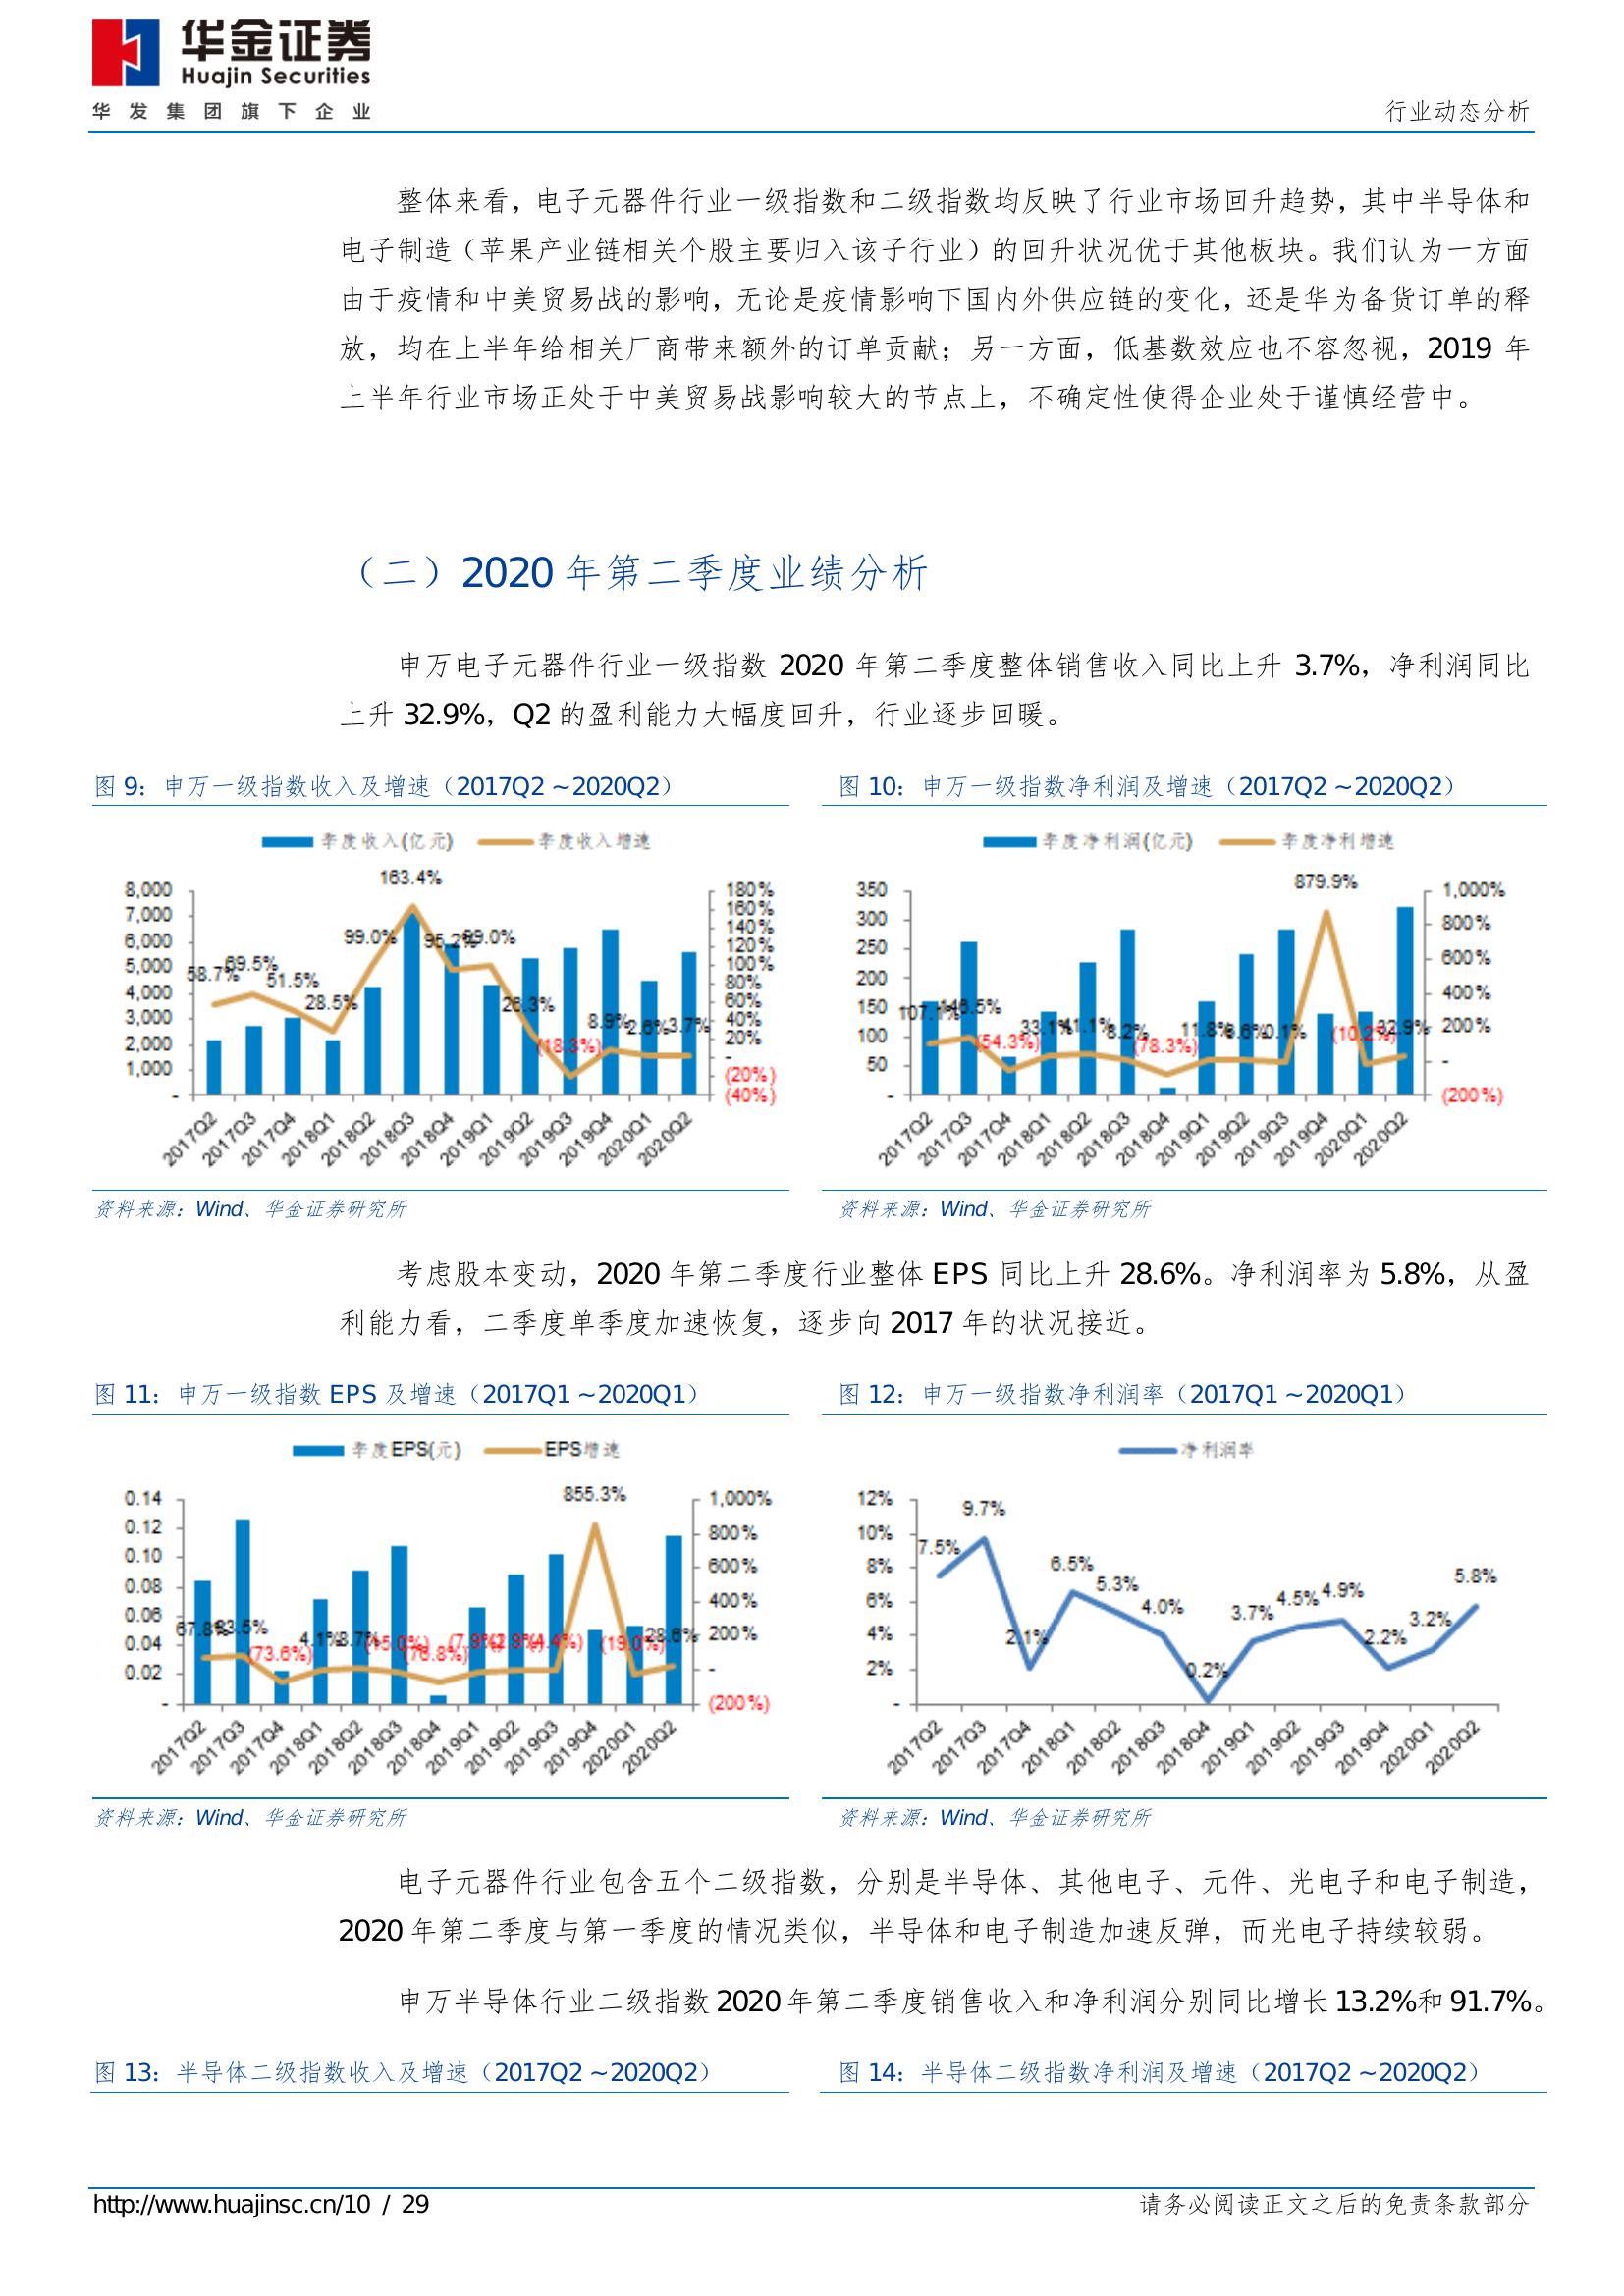 华金证券
Huajin Securities
华发集团旗下企业
行业动态分析
整体来看，电子元器件行业一级指数和二级指数均反映了行业市场回升趋势，其中半导体和
电子制造（苹果产业链相关个股主要归入该子行业）的回升状况优于其他板块。我们认为一方面
由于疫情和中美贸易战的影响，无论是疫情影响下国内外供应链的变化，还是华为备货订单的释
放，均在上半年给相关厂商带来额外的订单贡献；另一方面，低基数效应也不容忽视，2019 年
上半年行业市场正处于中美贸易战影响较大的节点上，不确定性使得企业处于谨慎经营中。
（二）2020 年第二季度业绩分析
申万电子元器件行业一级指数 2020 年第二季度整体销售收入同比上升 3.7%，净利润同比
上升 32.9%，Q2 的盈利能力大幅度回升，行业逐步回暖。
图 9：申万一级指数收入及增速（2017Q2～2020Q2）
季度收入(亿元) 季度收入增速
8,000
7,000
6,000
5,000
4,000
3,000
2,000
1,000
-
58.7% 69.5% 51.5% 28.5% 99.0% 163.4% 95.2% 99.0% 26.3% (18.3%) 8.9% 2.6% 3.7%
180%
160%
140%
120%
100%
80%
60%
40%
20%
-
(20%)
(40%)
2017Q2 2017Q3 2017Q4 2018Q1 2018Q2 2018Q3 2018Q4 2019Q1 2019Q2 2019Q3 2019Q4 2020Q1 2020Q2
资料来源：Wind、华金证券研究所
图 10：申万一级指数净利润及增速（2017Q2～2020Q2）
季度净利润(亿元) 季度净利增速
350
300
250
200
150
100
50
-
107.1% 146.5% (54.3%) 33.1% 41.1% 8.2% (78.3%) 11.8% 6.6% 0.1% 879.9% (10.2%) 32.9%
1,000%
800%
600%
400%
200%
-
(200%)
2017Q2 2017Q3 2017Q4 2018Q1 2018Q2 2018Q3 2018Q4 2019Q1 2019Q2 2019Q3 2019Q4 2020Q1 2020Q2
资料来源：Wind、华金证券研究所
考虑股本变动，2020 年第二季度行业整体 EPS 同比上升 28.6%。净利润率为 5.8%，从盈
利能力看，二季度单季度加速恢复，逐步向 2017 年的状况接近。
图 11：申万一级指数 EPS 及增速（2017Q1～2020Q1）
季度EPS(元) EPS增速
0.14
0.12
0.10
0.08
0.06
0.04
0.02
-
67.8% 83.5% (73.6%) 4.1% 8.7% (15.0%) (76.8%) (7.9%) (2.9%) (4.4%) 855.3% (19.0%) 28.6%
1,000%
800%
600%
400%
200%
-
(200%)
2017Q2 2017Q3 2017Q4 2018Q1 2018Q2 2018Q3 2018Q4 2019Q1 2019Q2 2019Q3 2019Q4 2020Q1 2020Q2
资料来源：Wind、华金证券研究所
图 12：申万一级指数净利润率（2017Q1～2020Q1）
净利润率
12%
10%
8%
6%
4%
2%
-
7.5% 9.7% 2.1% 6.5% 5.3% 4.0% 0.2% 3.7% 4.5% 4.9% 2.2% 3.2% 5.8%
2017Q2 2017Q3 2017Q4 2018Q1 2018Q2 2018Q3 2018Q4 2019Q1 2019Q2 2019Q3 2019Q4 2020Q1 2020Q2
资料来源：Wind、华金证券研究所
电子元器件行业包含五个二级指数，分别是半导体、其他电子、元件、光电子和电子制造，
2020 年第二季度与第一季度的情况类似，半导体和电子制造加速反弹，而光电子持续较弱。
申万半导体行业二级指数 2020 年第二季度销售收入和净利润分别同比增长 13.2%和 91.7%。
图 13：半导体二级指数收入及增速（2017Q2～2020Q2）
图 14：半导体二级指数净利润及增速（2017Q2～2020Q2）
http://www.huajinsc.cn/10 / 29
请务必阅读正文之后的免责条款部分